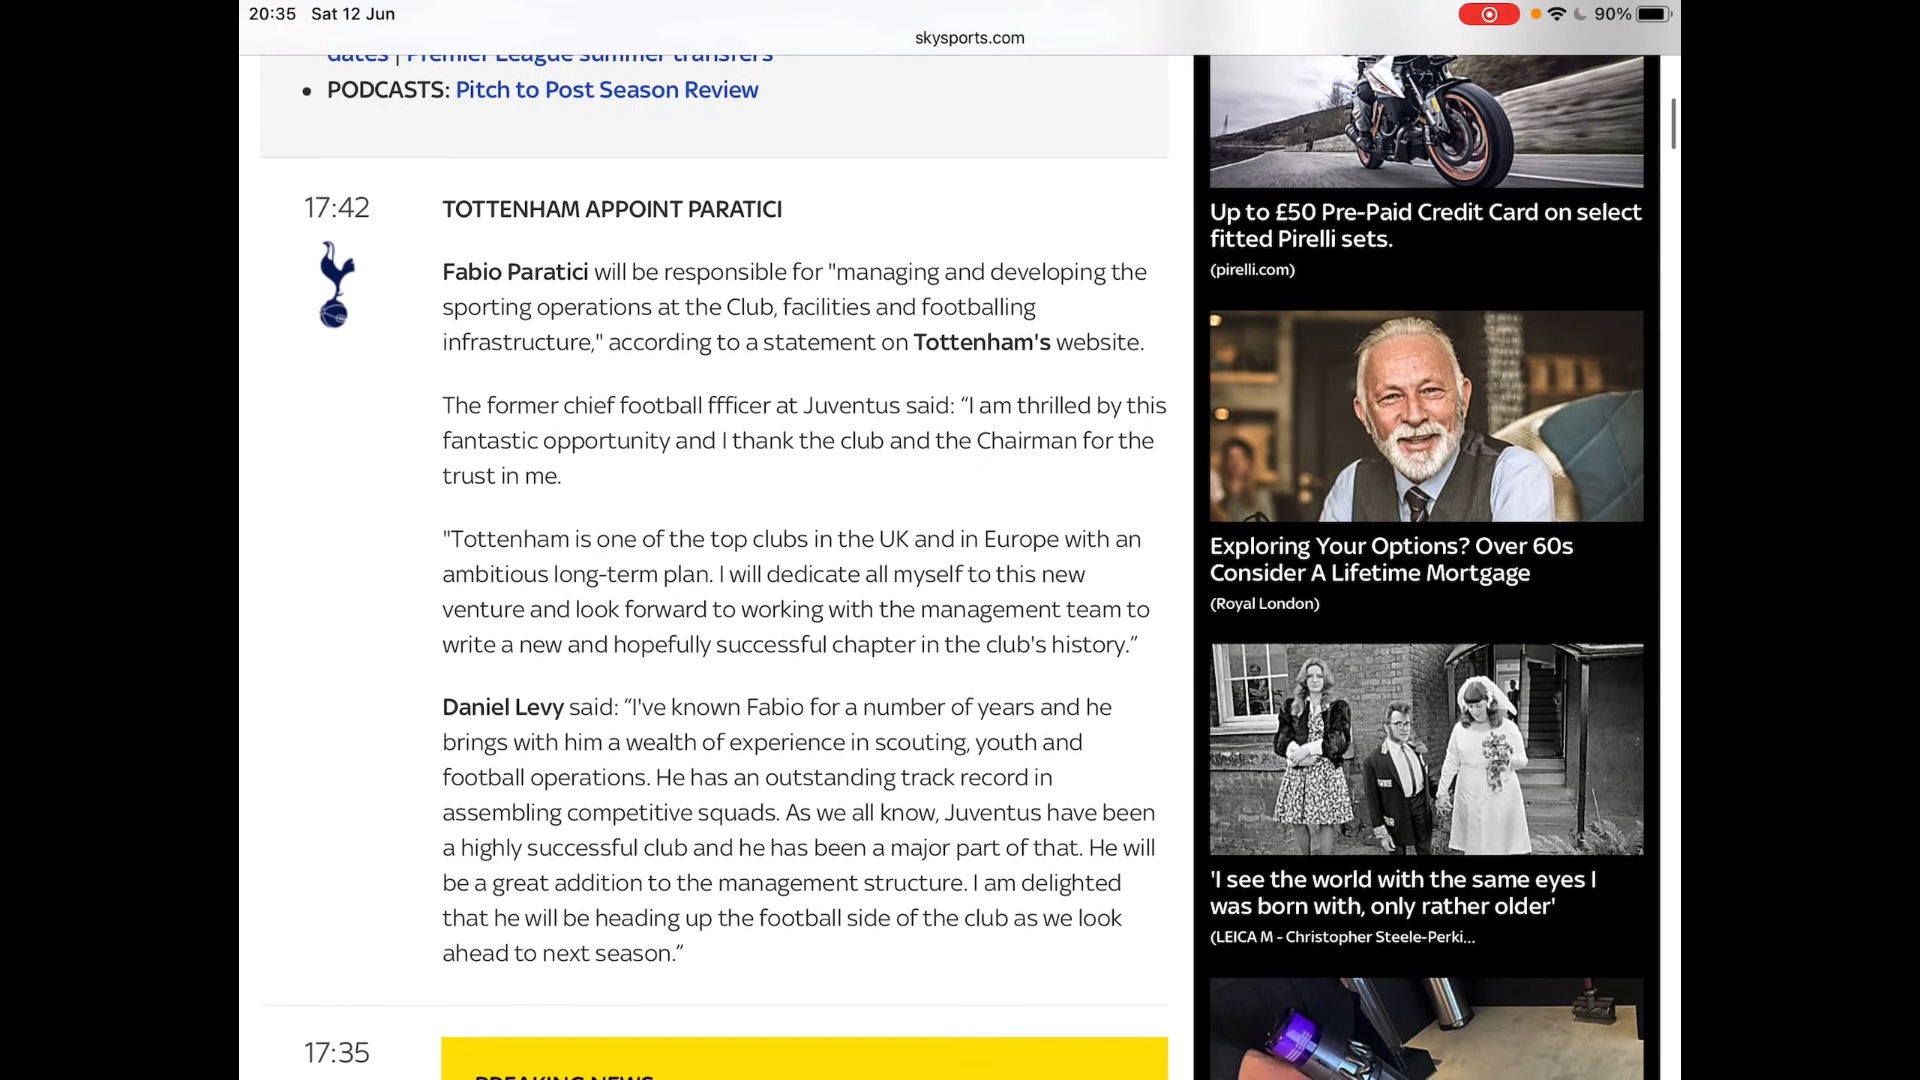 20:35 Sat 12 Jun
90%
skysports.com
dates | Premier League summer transfers
• PODCASTS: Pitch to Post Season Review
17:42
TOTTENHAM APPOINT PARATICI
Fabio Paratici will be responsible for "managing and developing the
sporting operations at the Club, facilities and footballing
infrastructure," according to a statement on Tottenham's website.
The former chief football ffficer at Juventus said: “I am thrilled by this
fantastic opportunity and I thank the club and the Chairman for the
trust in me.
"Tottenham is one of the top clubs in the UK and in Europe with an
ambitious long-term plan. I will dedicate all myself to this new
venture and look forward to working with the management team to
write a new and hopefully successful chapter in the club's history.”
Daniel Levy said: “I've known Fabio for a number of years and he
brings with him a wealth of experience in scouting, youth and
football operations. He has an outstanding track record in
assembling competitive squads. As we all know, Juventus have been
a highly successful club and he has been a major part of that. He will
be a great addition to the management structure. I am delighted
that he will be heading up the football side of the club as we look
ahead to next season.”
17:35
BREAKING NEWS
Up to £50 Pre-Paid Credit Card on select
fitted Pirelli sets.
(pirelli.com)
Exploring Your Options? Over 60s
Consider A Lifetime Mortgage
(Royal London)
'I see the world with the same eyes I
was born with, only rather older'
(LEICA M - Christopher Steele-Perki...